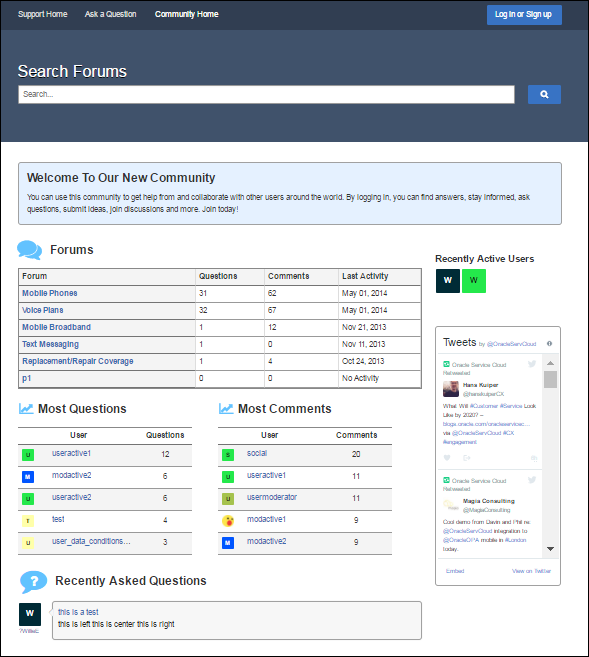 Support Home Ask a Question Community Home Log In or Sign up
Search Forums
Search...
Welcome To Our New Community
You can use this community to get help from and collaborate with other users around the world. By logging in, you can find answers, stay informed, ask
questions, submit ideas, join discussions and more. Join today!
Forums
Forum Questions Comments Last Activity
Mobile Phones 31 62 May 01, 2014
Voice Plans 32 67 May 01, 2014
Mobile Broadband 1 12 Nov 21, 2013
Text Messaging 1 0 Nov 11, 2013
Replacement/Repair Coverage 1 4 Oct 24, 2013
p1 0 0 No Activity
Most Questions
User Questions
U useractive1 12
M modactive2 6
U useractive2 6
T test 4
U user_data_conditions... 3
Most Comments
User Comments
S social 20
U useractive1 11
U usermoderator 11
modactive1 9
M modactive2 9
Recently Asked Questions
W
this is a test
this is left this is center this is right
Recently Active Users
W W
Tweets by @OracleServCloud
Oracle Service Cloud
Retweeted
Hans Kuiper
@hanskuiperCX
What Will #Customer #Service Look
Like by 2020? –
blogs.oracle.com/oracleservicec...
via @OracleServCloud #CX
#engagement
Oracle Service Cloud
Retweeted
Magia Consulting
@MagiaConsulting
Cool demo from Davin and Phil re.
@OracleServCloud integration to
@OracleOPA mobile in #London
today.
Embed View on Twitter